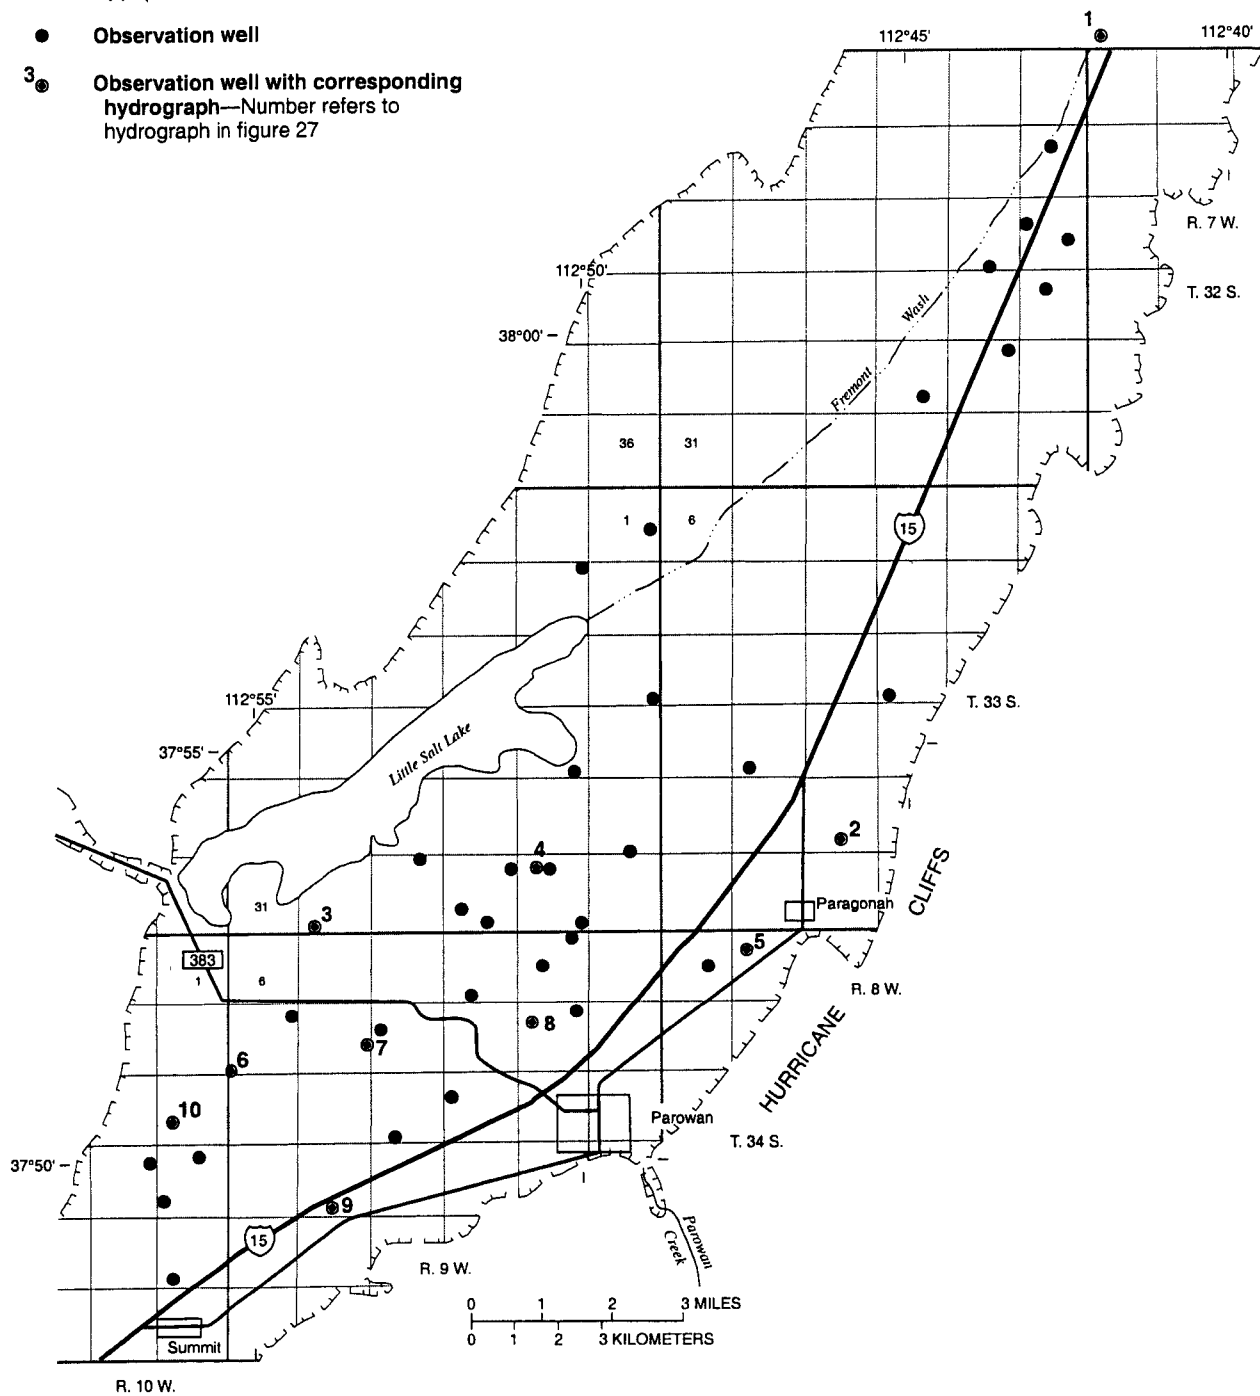 Observation well
3
Observation well with corresponding
hydrograph—Number refers to
hydrograph in figure 27
1
112°45'
112°40'
R. 7 W.
112°50'
T. 32 S.
38°00'
Wash
Fremont
36 31
1 6
15
112°55'
T. 33 S.
37°55'
Little Salt Lake
2
4
CLIFFS
Paragonah
31
3
5
383
1 6
R. 8 W.
8
7
6
HURRICANE
10
Parowan
T. 34 S.
37°50'
9
15
Parowan
Creek
R. 9 W.
0 1 2 3 MILES
0 1 2 3 KILOMETERS
Summit
R. 10 W.